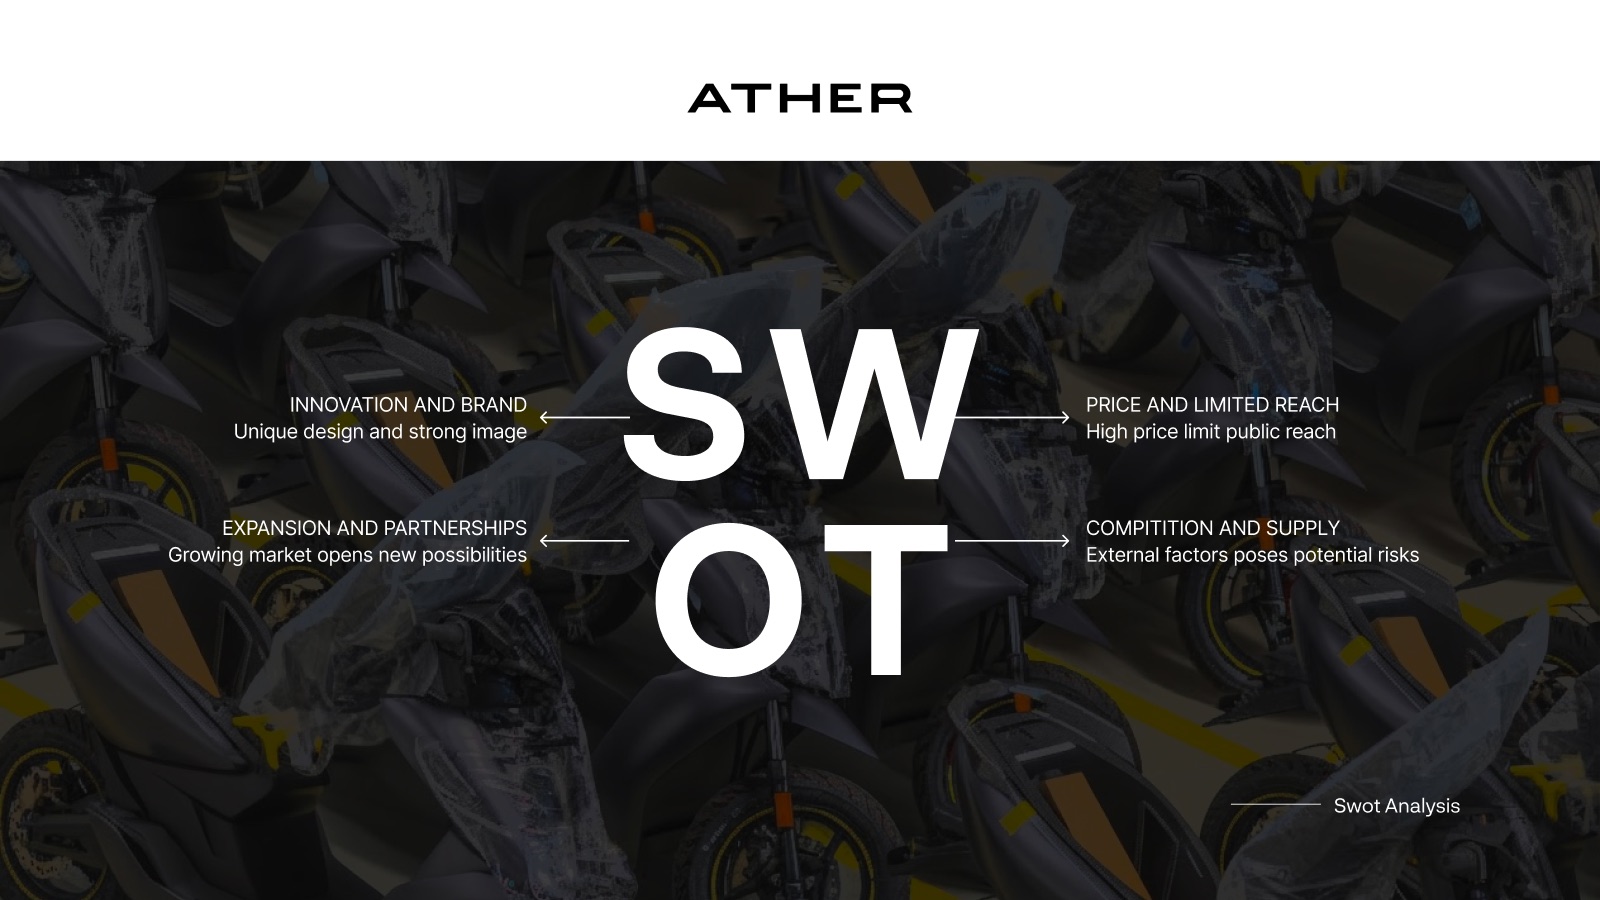 ATHER
SW
INNOVATION AND BRAND
Unique design and strong image
PRICE AND LIMITED REACH
High price limit public reach
OT
EXPANSION AND PARTNERSHIPS
Growing market opens new possibilities
COMPITITION AND SUPPLY
External factors poses potential risks
Swot Analysis